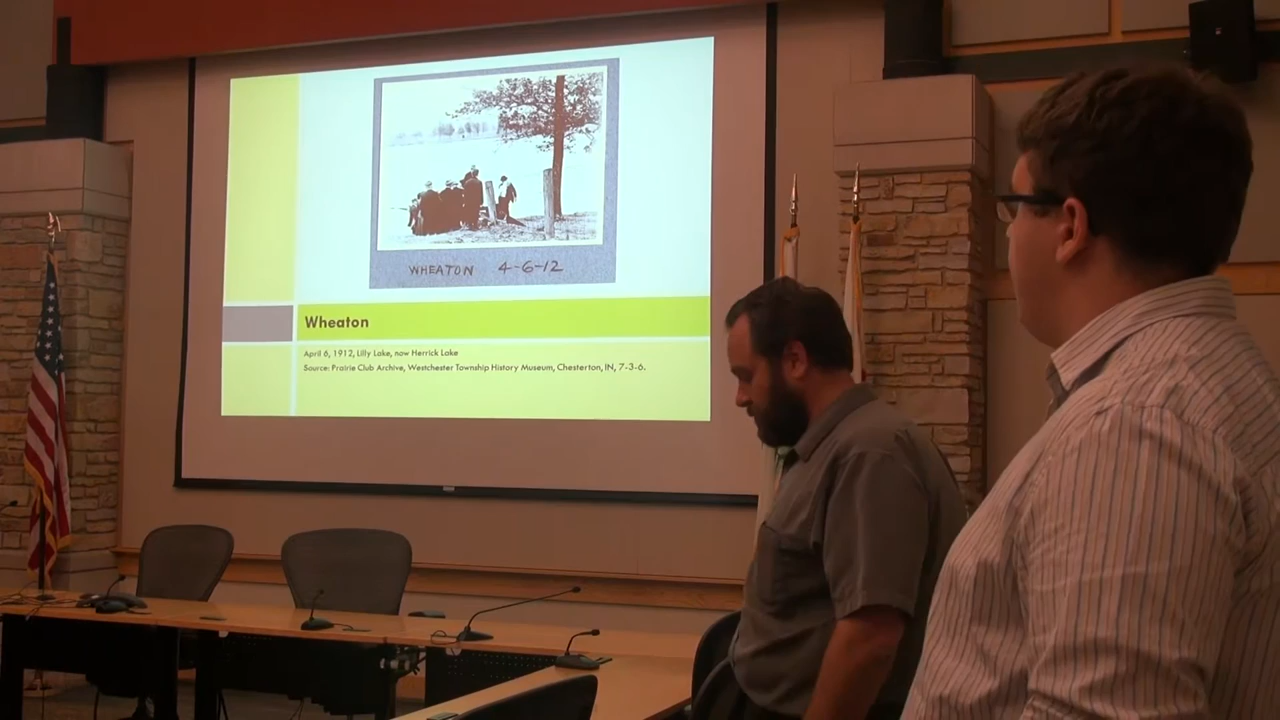 WHEATON 4-6-12
Wheaton
April 6, 1912, Lilly Lake, now Herrick Lake
Source: Prairie Club Archive, Westchester Township History Museum, Chesterton, IN, 7-3-6.